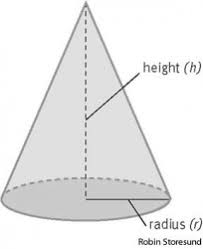 height (h)
radius (r)
Robin Storesund